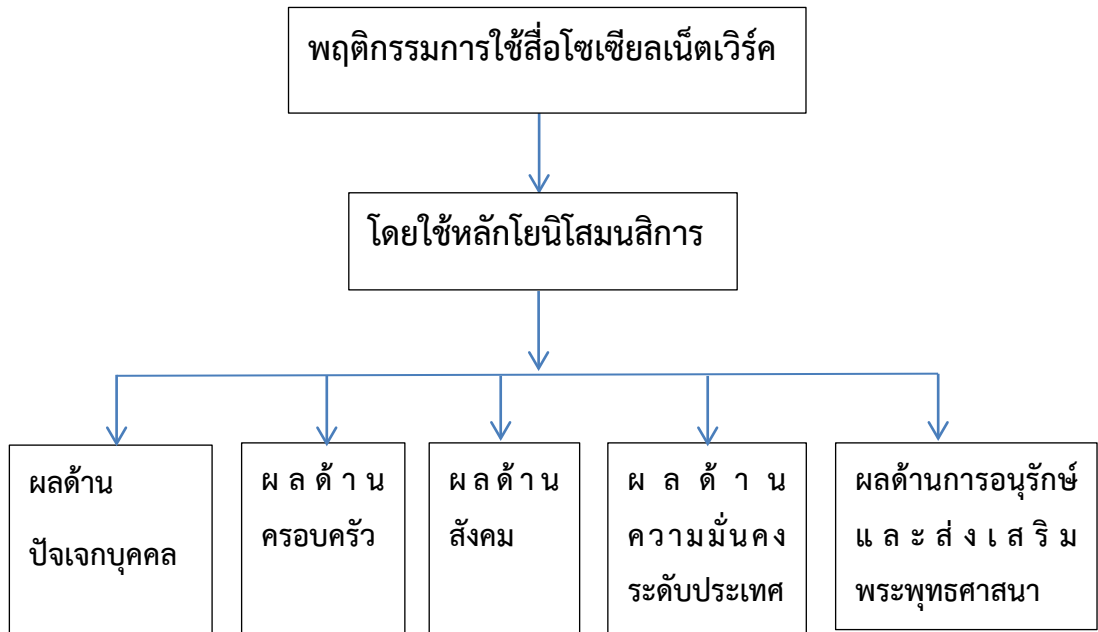 พฤติกรรมการใช้สื่อโซเซียลเน็ตเวิร์ค
โดยใช้หลักโยนิโสมนสิการ
ผลด้าน
ปัจเจกบุคคล
ผลด้าน
ครอบครัว
ผลด้าน
สังคม
ผลด้าน
ความมั่นคง
ระดับประเทศ
ผลด้านการอนุรักษ์
และส่งเสริม
พระพุทธศาสนา